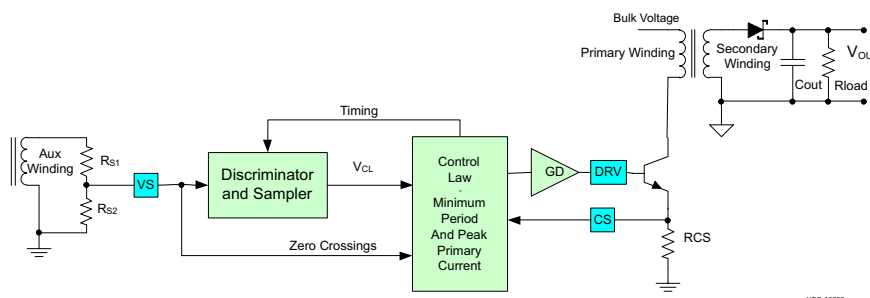 Bulk Voltage
Primary Winding
Secondary
Winding
Cout
Rload
Timing
Aux
Winding
RS1
RS2
VS
Discriminator
and Sampler
VCL
Zero Crossings
Control
Law
-
Minimum
Period
And Peak
Primary
Current
GD
DRV
CS
RCS